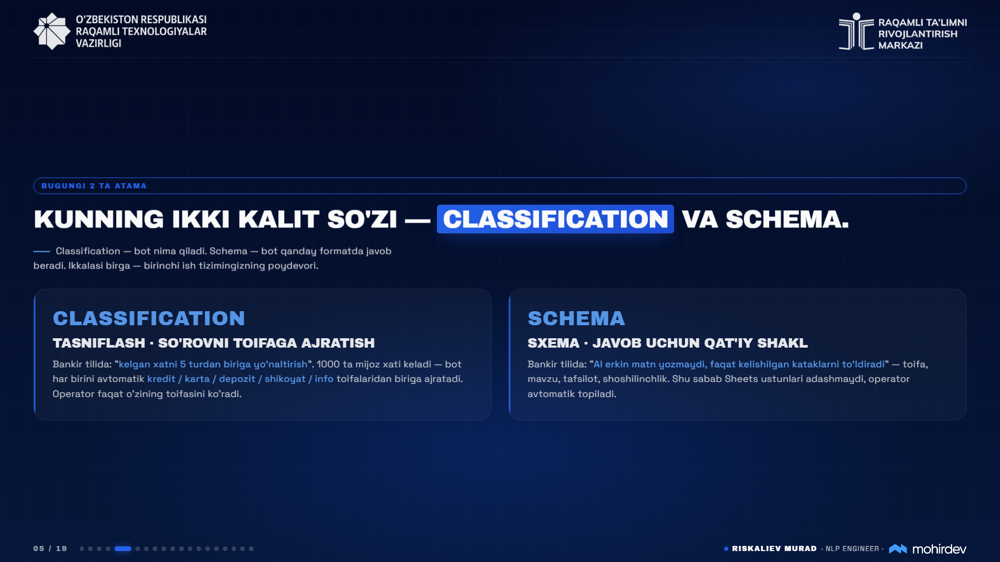 O'ZBEKISTON RESPUBLIKASI
RAQAMLI TEXNOLOGIYALAR
VAZIRLIGI
RAQAMLI TA'LIMNI
RIVOJLANTIRISH
MARKAZI
BUGUNGI 2 TA ATAMA
KUNNING IKKI KALIT SO'ZI — CLASSIFICATION VA SCHEMA.
— Classification — bot nima qiladi. Schema — bot qanday formatda javob
beradi. Ikkalasi birga — birinchi ish tizimingizning poydevori.
CLASSIFICATION
TASNIFLASH · SO'ROVNI TOIFAGA AJRATISH
Bankir tilida: "kelgan xatni 5 turdan biriga yo'naltirish". 1000 ta mijoz xati keladi — bot
har birini avtomatik kredit / karta / depozit / shikoyat / info toifalaridan biriga ajratadi.
Operator faqat o'zining toifasini ko'radi.
SCHEMA
SXEMA · JAVOB UCHUN QAT'IY SHAKL
Bankir tilida: "AI erkin matn yozmaydi, faqat kelishilgan kataklarni to'ldiradi" — toifa,
mavzu, tafsilot, shoshilinchlik. Shu sabab Sheets ustunlari adashmaydi, operator
avtomatik topiladi.
05 / 19
RISKALIEV MURAD · NLP ENGINEER · mohirdev